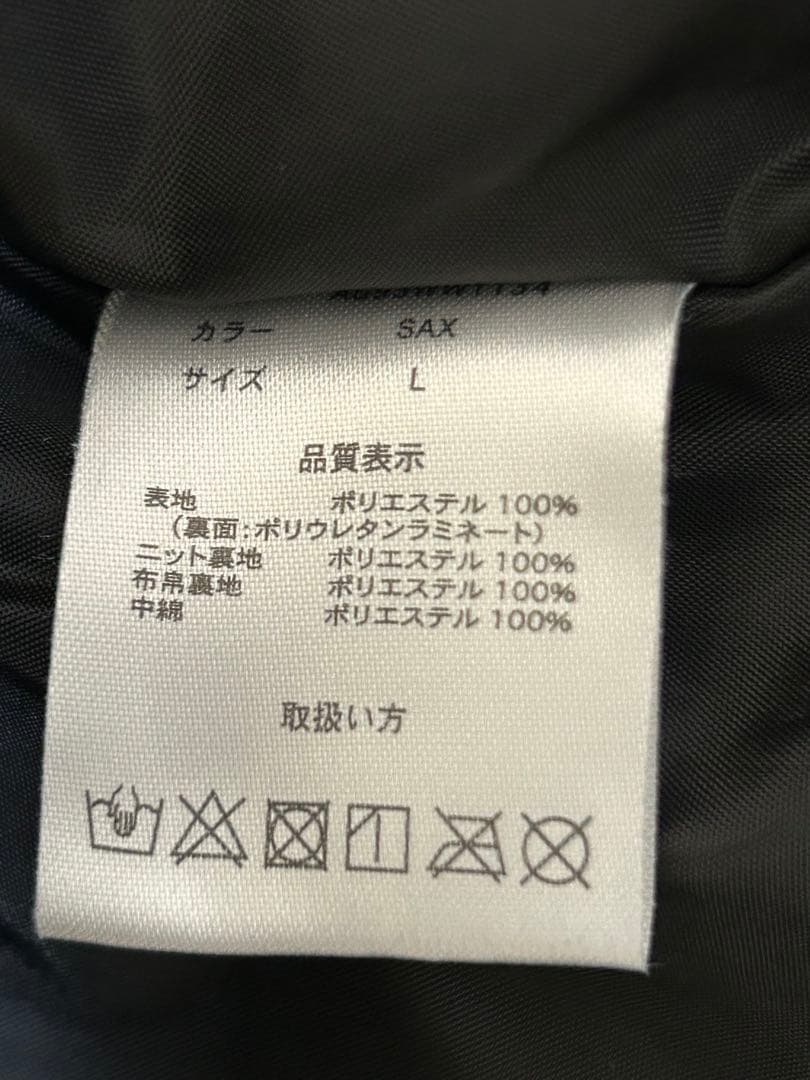 カラー SAX
サイズ L
品質表示
表地 ポリエステル 100%
（裏面:ポリウレタンラミネート）
ニット裏地 ポリエステル 100%
布帛裏地 ポリエステル 100%
中綿 ポリエステル 100%
取扱い方